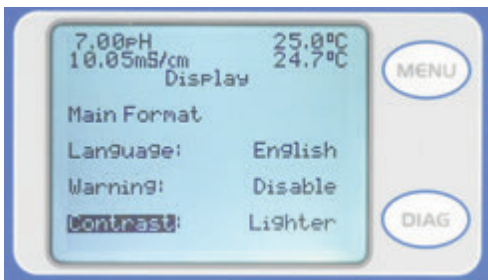 7.00pH 25.0°C
10.05mS/cm 24.7°C
Display
Main Format
Language: English
Warning: Disable
Contrast: Lighter
MENU
DIAG